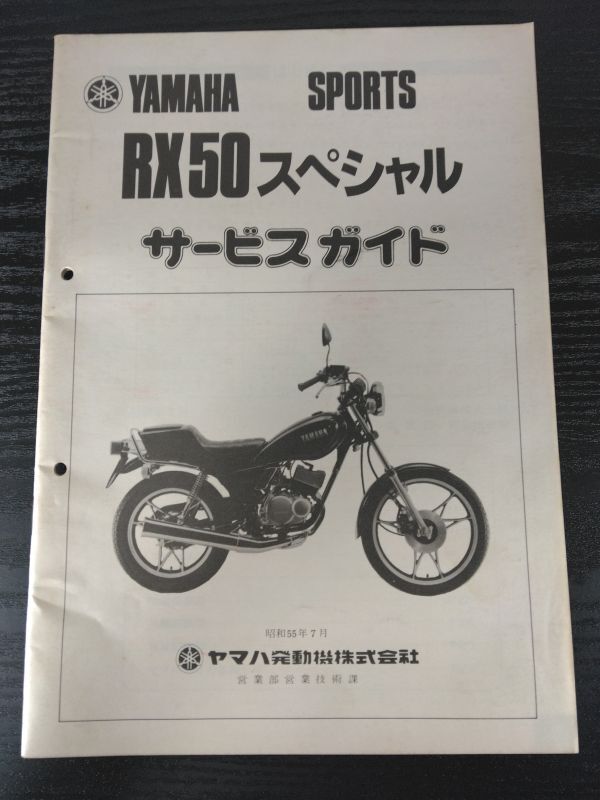 YAMAHA SPORTS
RX50スペシャル
サービスガイド
YAMAHA
昭和55年7月
ヤマハ発動機株式会社
営業部営業技術課